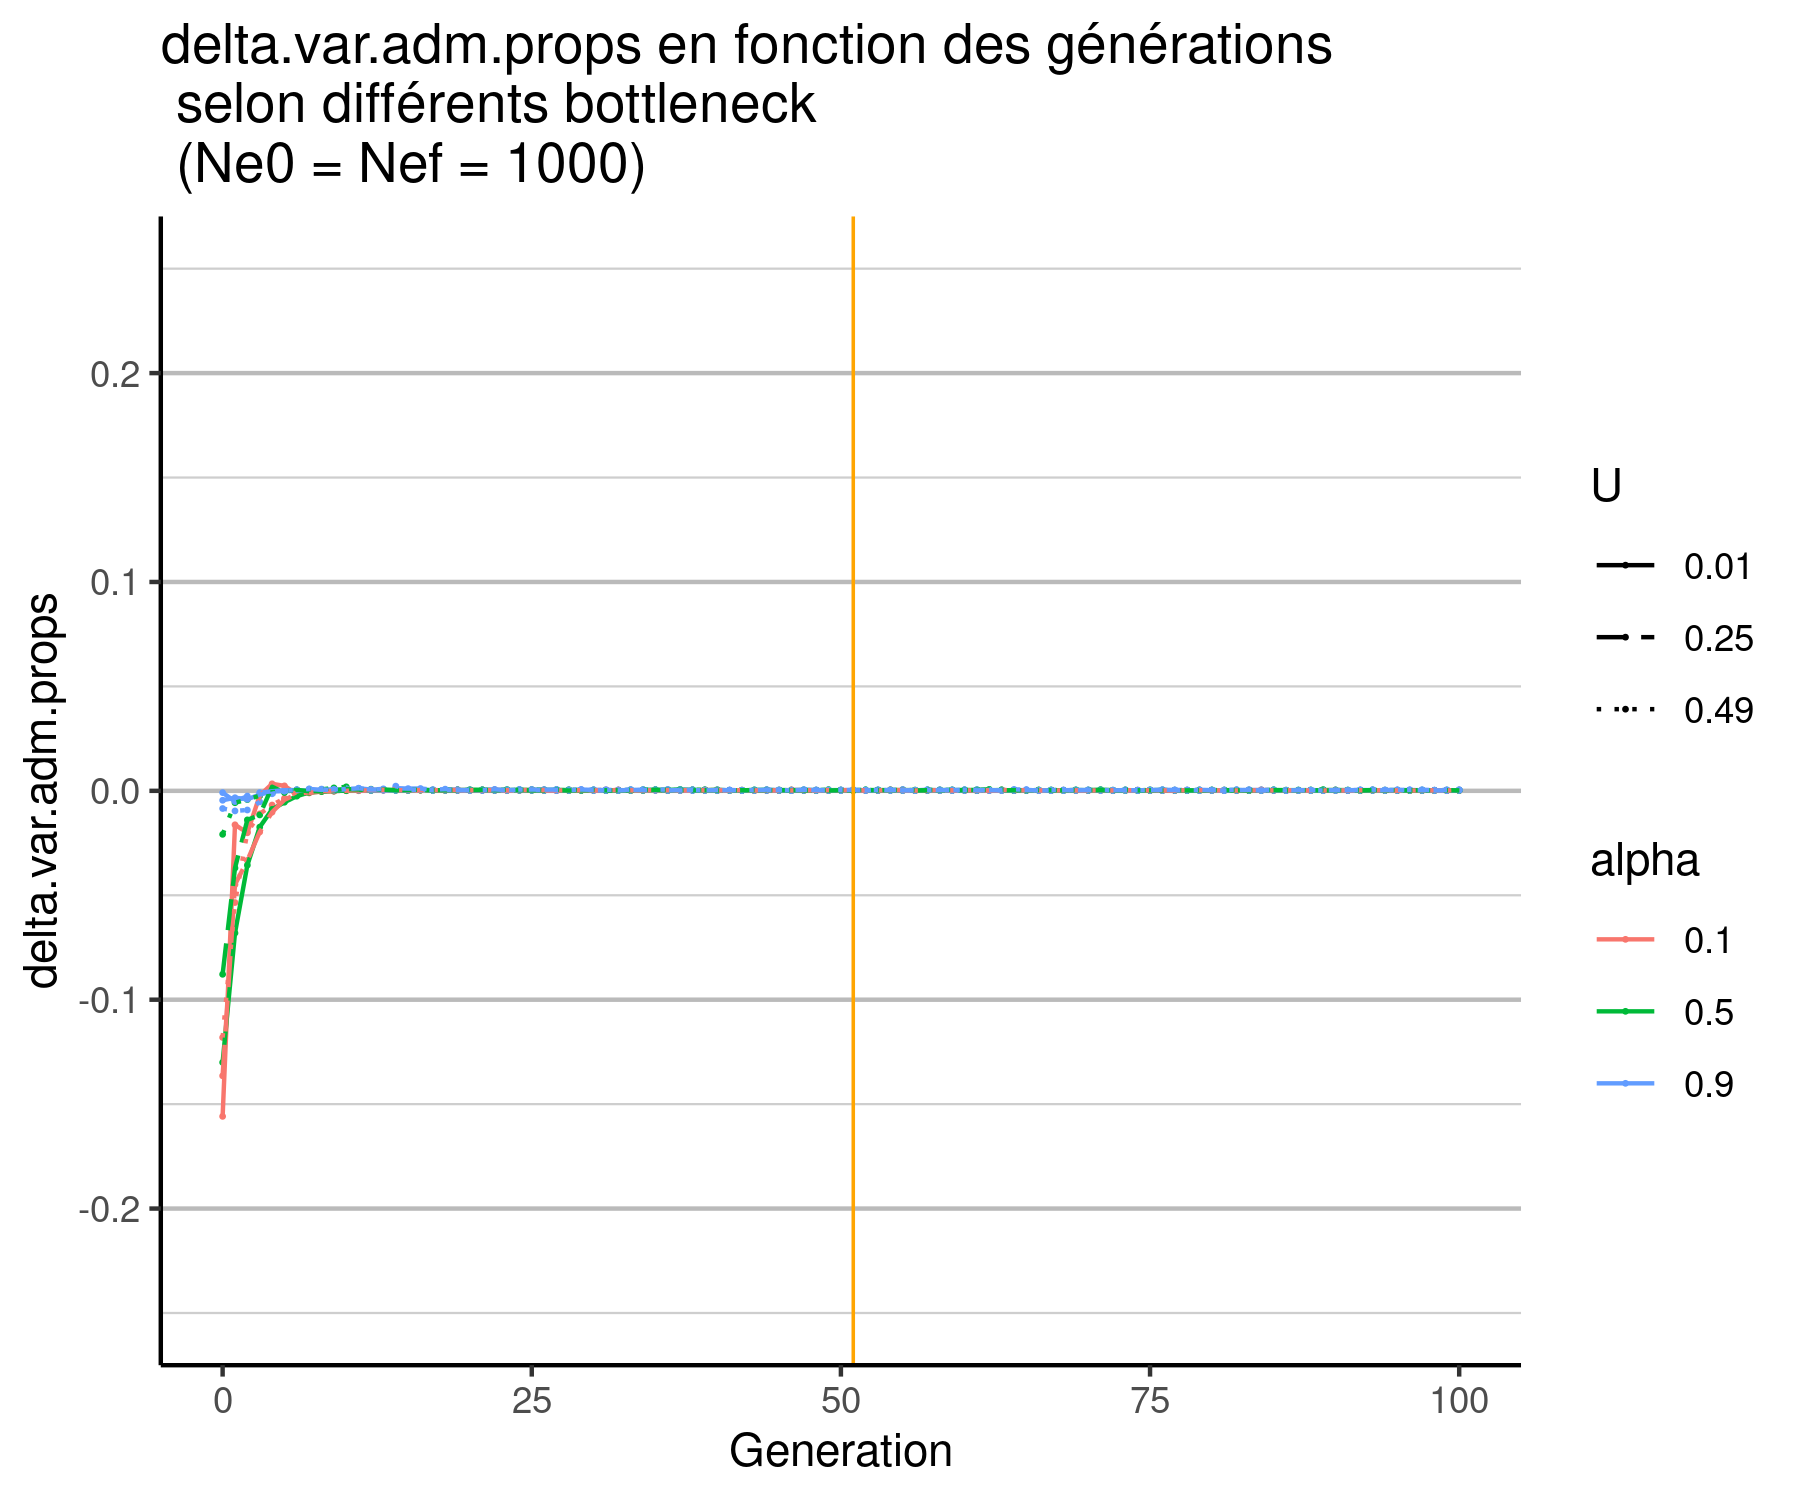 delta.var.adm.props en fonction des générations
selon différents bottleneck
(Ne0 = Nef = 1000)
delta.var.adm.props
0.2
0.1
0.0
-0.1
-0.2
0
25
50
75
100
Generation
U
0.01
0.25
0.49
alpha
0.1
0.5
0.9